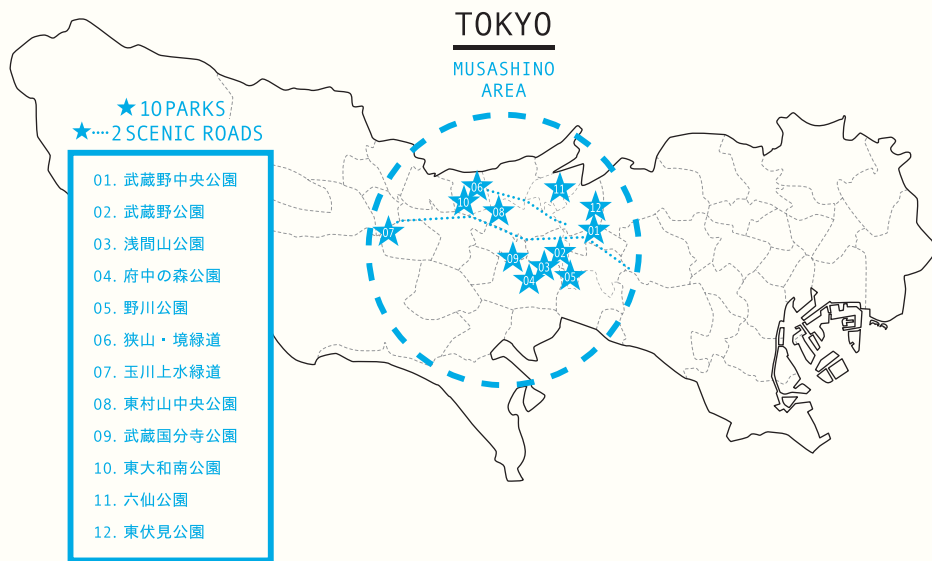 TOKYO
MUSASHINO
AREA
★10 PARKS
★····2 SCENIC ROADS
01. 武蔵野中央公園
02. 武蔵野公園
03. 浅間山公園
04. 府中の森公園
05. 野川公園
06. 狭山・境緑道
07. 玉川上水緑道
08. 東村山中央公園
09. 武蔵国分寺公園
10. 東大和南公園
11. 六仙公園
12. 東伏見公園
06
11
10
08
12
07
01
02
09
03
05
04